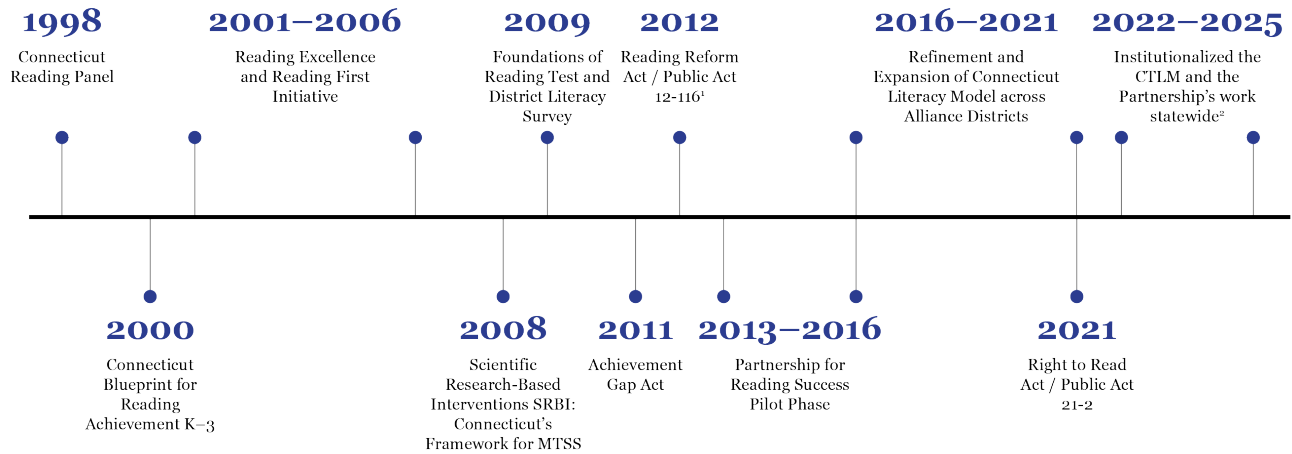 1998
Connecticut
Reading Panel
2001–2006
Reading Excellence
and Reading First
Initiative
2009
Foundations of
Reading Test and
District Literacy
Survey
2012
Reading Reform
Act / Public Act
12-116¹
2016–2021
Refinement and
Expansion of Connecticut
Literacy Model across
Alliance Districts
2022–2025
Institutionalized the
CTLM and the
Partnership’s work
statewide²
2000
Connecticut
Blueprint for
Reading
Achievement K–3
2008
Scientific
Research-Based
Interventions SRBI:
Connecticut’s
Framework for MTSS
2011
Achievement
Gap Act
2013–2016
Partnership for
Reading Success
Pilot Phase
2021
Right to Read
Act / Public Act
21-2